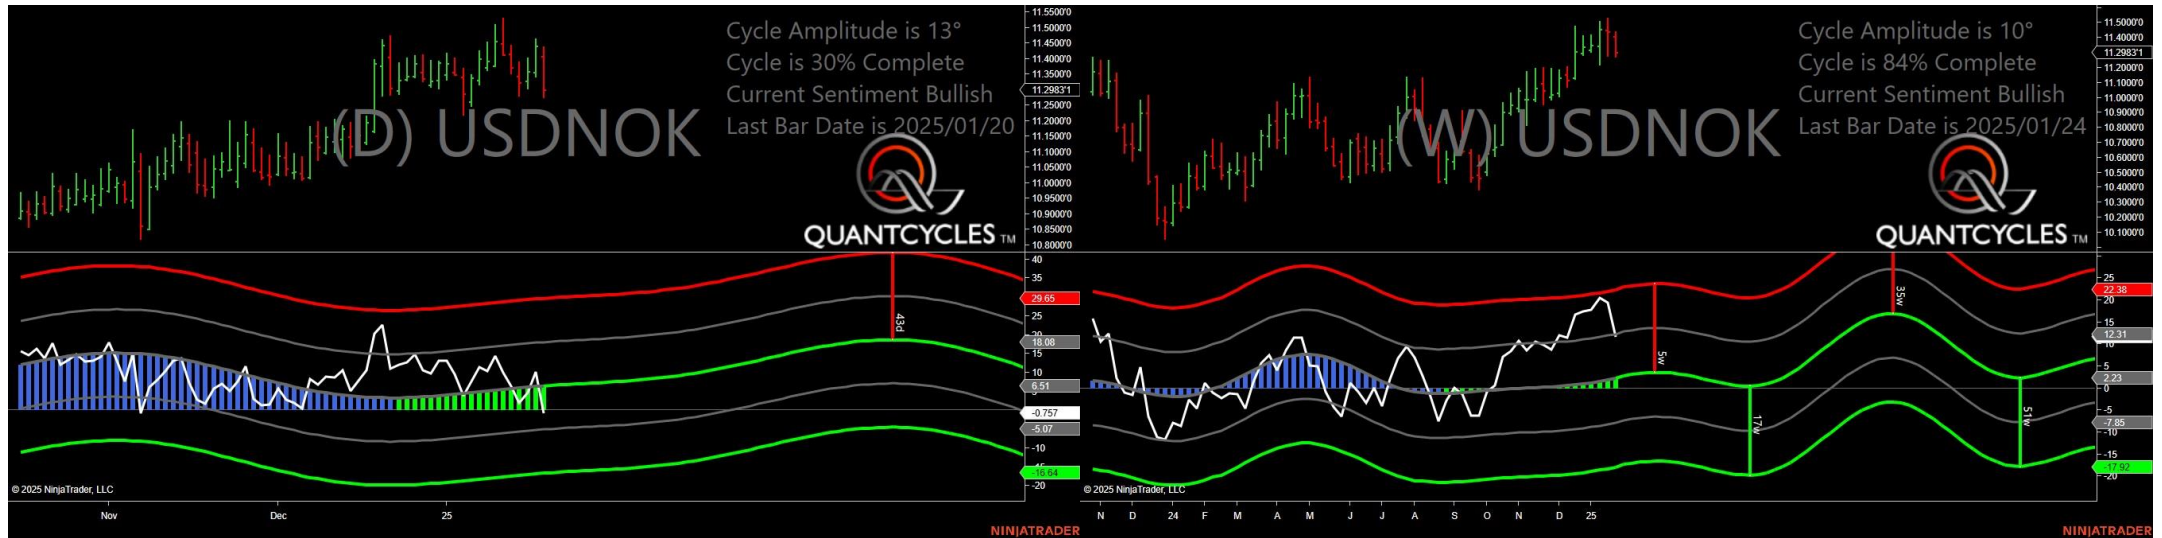 Cycle Amplitude is 13°
Cycle is 30% Complete
Current Sentiment Bullish
Last Bar Date is 2025/01/20
(D) USDNOK
QUANTCYCLES TM
11.5500'0
11.5000'0
11.4500'0
11.4000'0
11.3500'0
11.2983'1
11.2500'0
11.2000'0
11.1500'0
11.1000'0
11.0500'0
11.0000'0
10.9500'0
10.9000'0
10.8500'0
10.8000'0
40
35
29.65
25
20
18.08
15
10
6.51
5
-0.757
-5.07
-10
-16.64
-20
43d
© 2025 NinjaTrader, LLC
Nov Dec 25
NINJATRADER
Cycle Amplitude is 10°
Cycle is 84% Complete
Current Sentiment Bullish
Last Bar Date is 2025/01/24
(W) USDNOK
QUANTCYCLES TM
11.5000'0
11.4000'0
11.2983'1
11.2000'0
11.1000'0
11.0000'0
10.9000'0
10.8000'0
10.7000'0
10.6000'0
10.5000'0
10.4000'0
10.3000'0
10.2000'0
10.1000'0
25
22.38
20
15
12.31
10
5
2.23
0
-5
-7.85
-10
-15
-17.92
-20
5w
17w
35w
51w
© 2025 NinjaTrader, LLC
N D 24 F M A M J J A S O N D 25
NINJATRADER